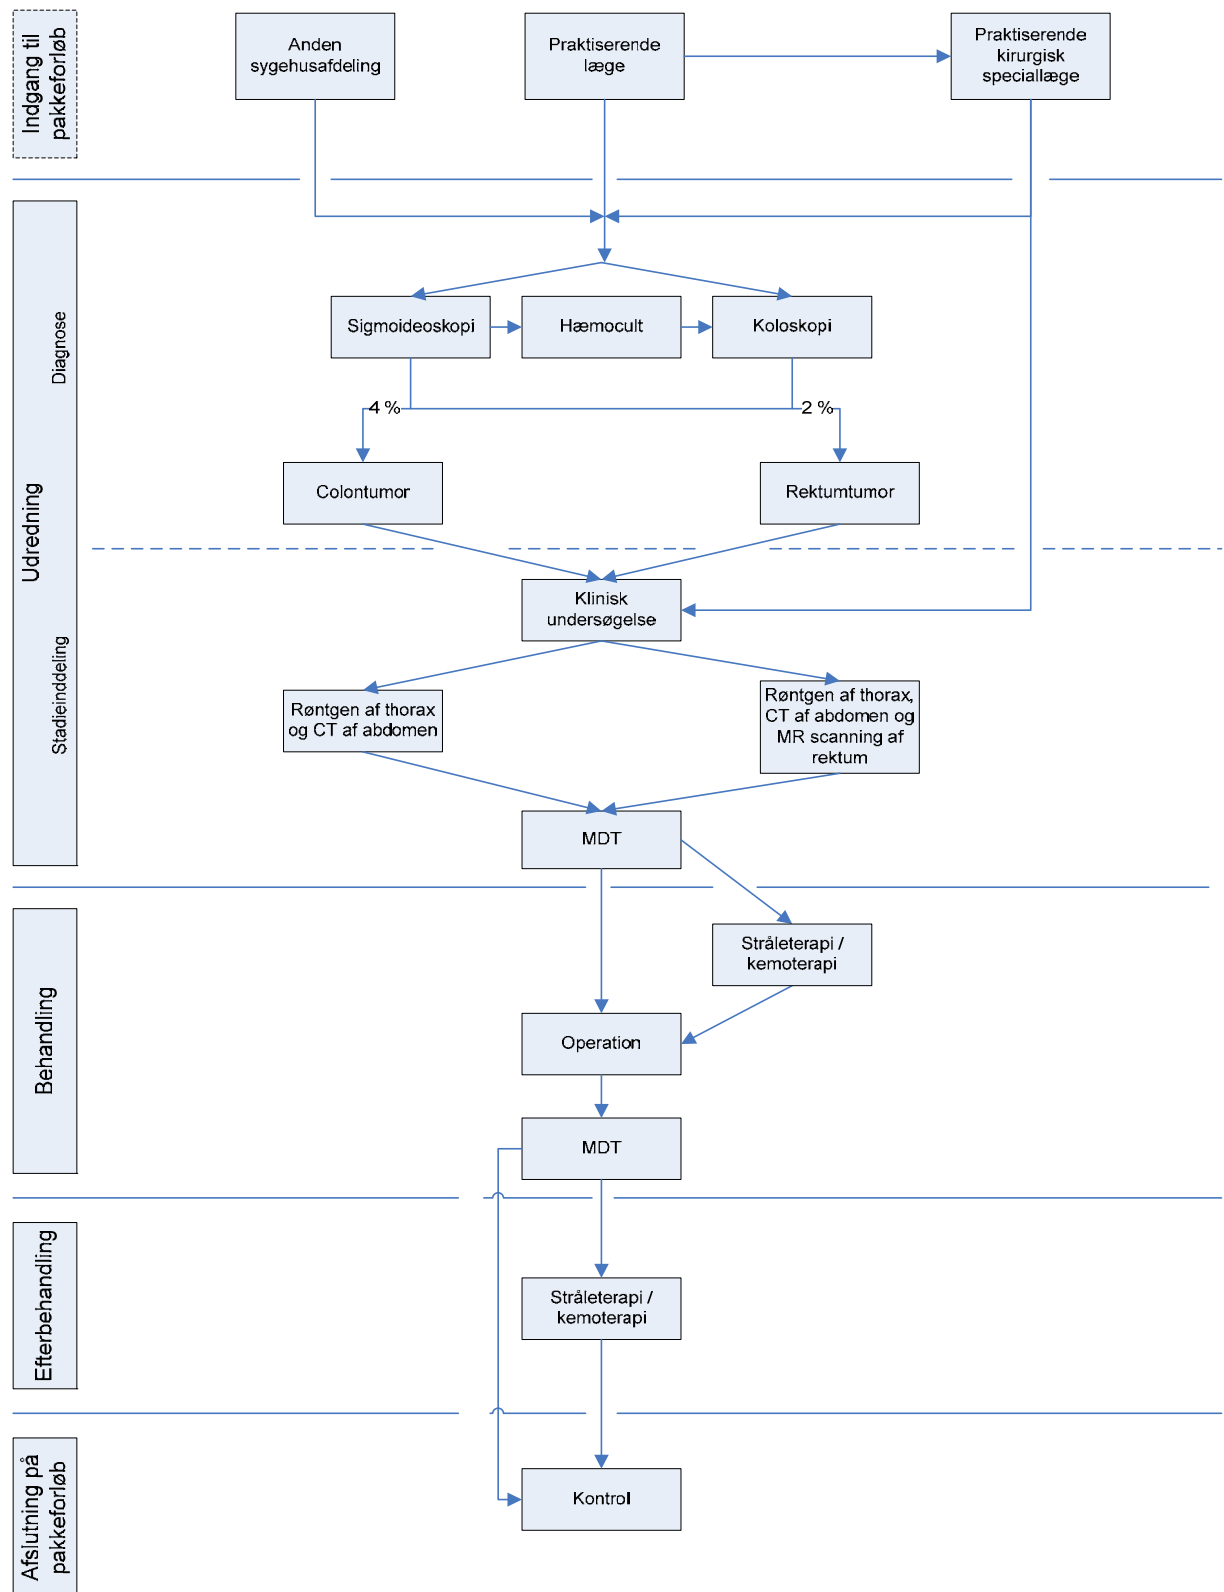 Indgang til
pakkeforløb
Anden
sygehusafdeling
Praktiserende
læge
Praktiserende
kirurgisk
speciallæge
Udredning
Diagnose
Sigmoideoskopi
Hæmocult
Koloskopi
4 %
2 %
Colontumor
Rektumtumor
Stadieinddeling
Klinisk
undersøgelse
Røntgen af thorax
og CT af abdomen
Røntgen af thorax,
CT af abdomen og
MR scanning af
rektum
MDT
Behandling
Stråleterapi /
kemoterapi
Operation
MDT
Efterbehandling
Stråleterapi /
kemoterapi
Afslutning på
pakkeforløb
Kontrol